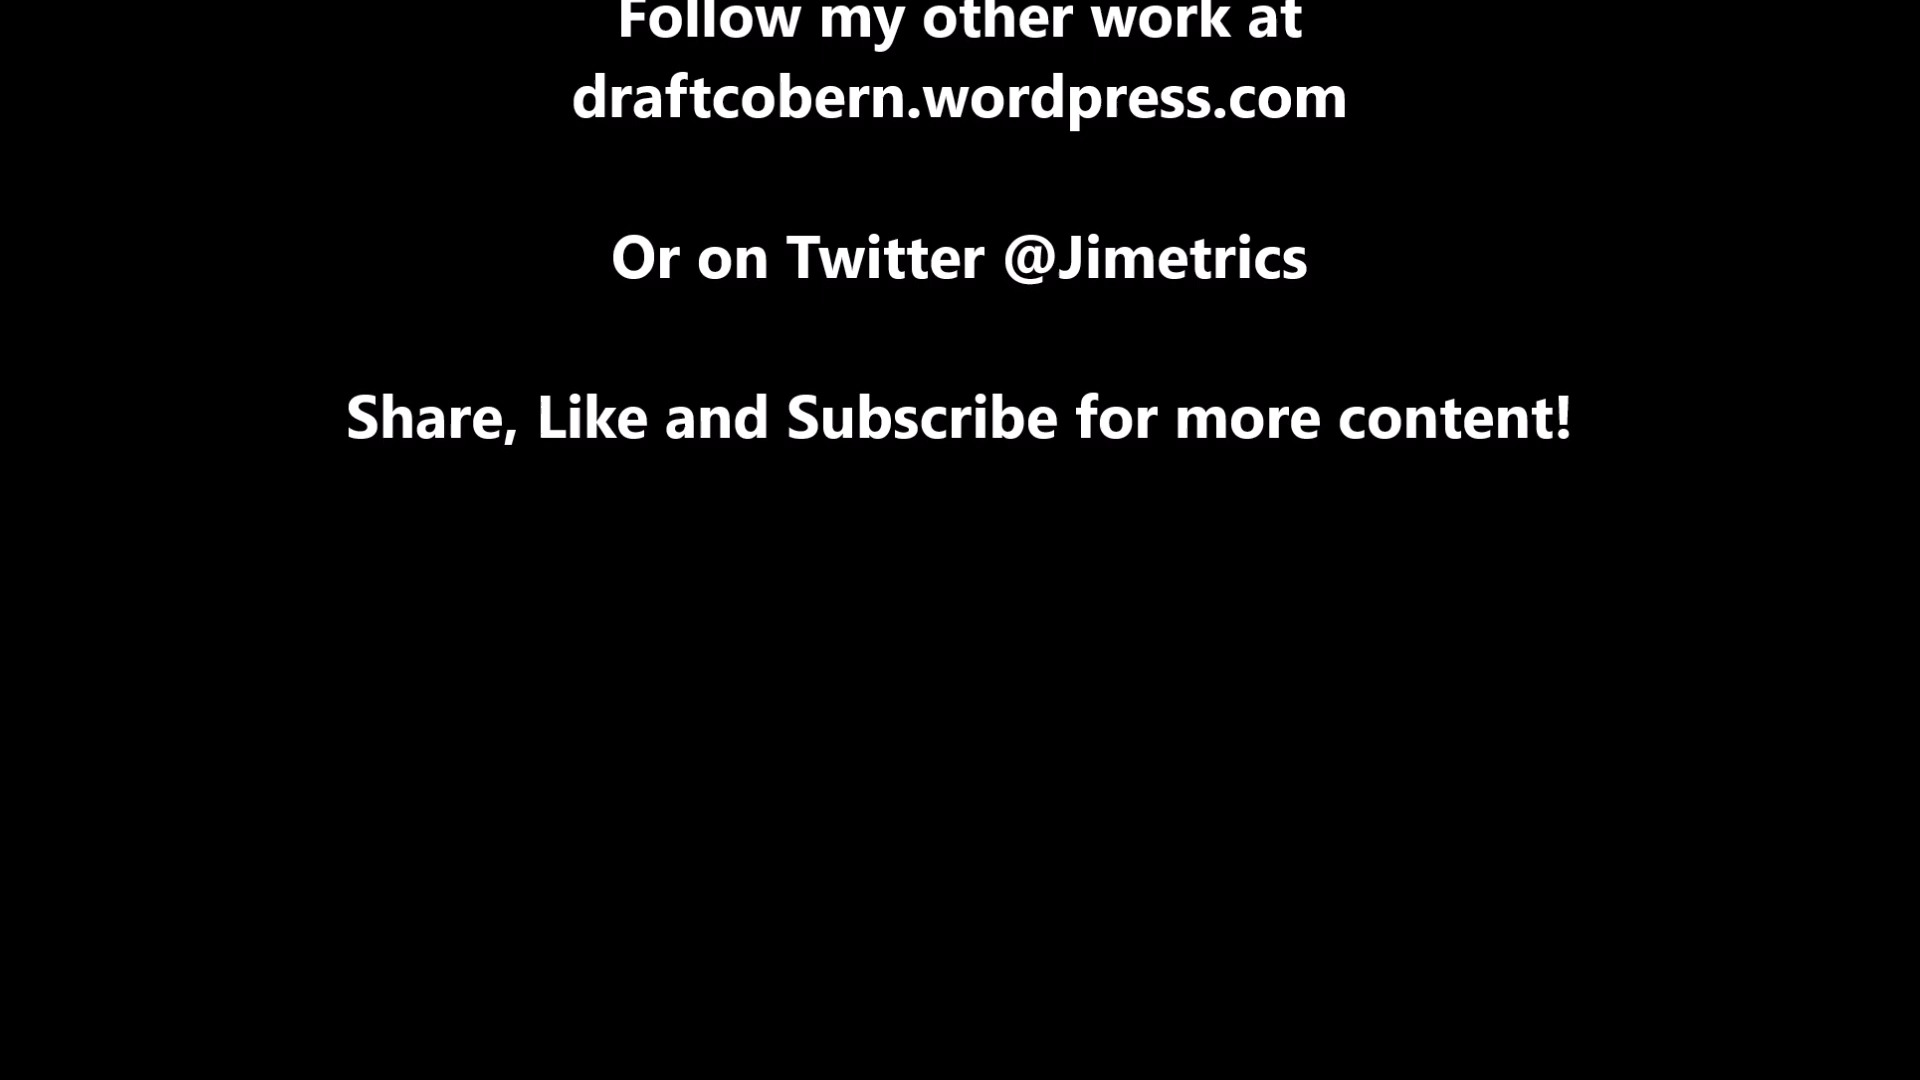 Follow my other work at
draftcobern.wordpress.com
Or on Twitter @Jimetrics
Share, Like and Subscribe for more content!